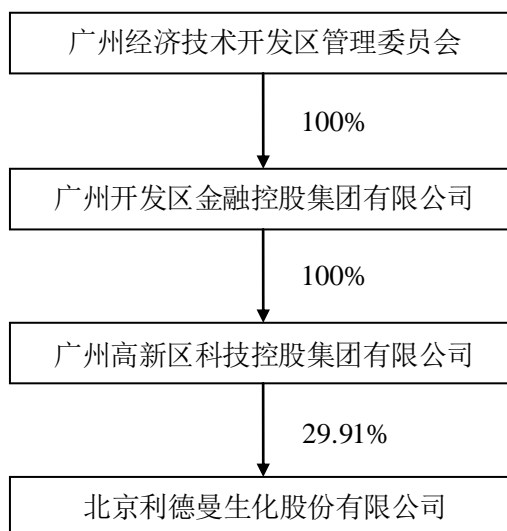 广州经济技术开发区管理委员会
100%
广州开发区金融控股集团有限公司
100%
广州高新区科技控股集团有限公司
29.91%
北京利德曼生化股份有限公司